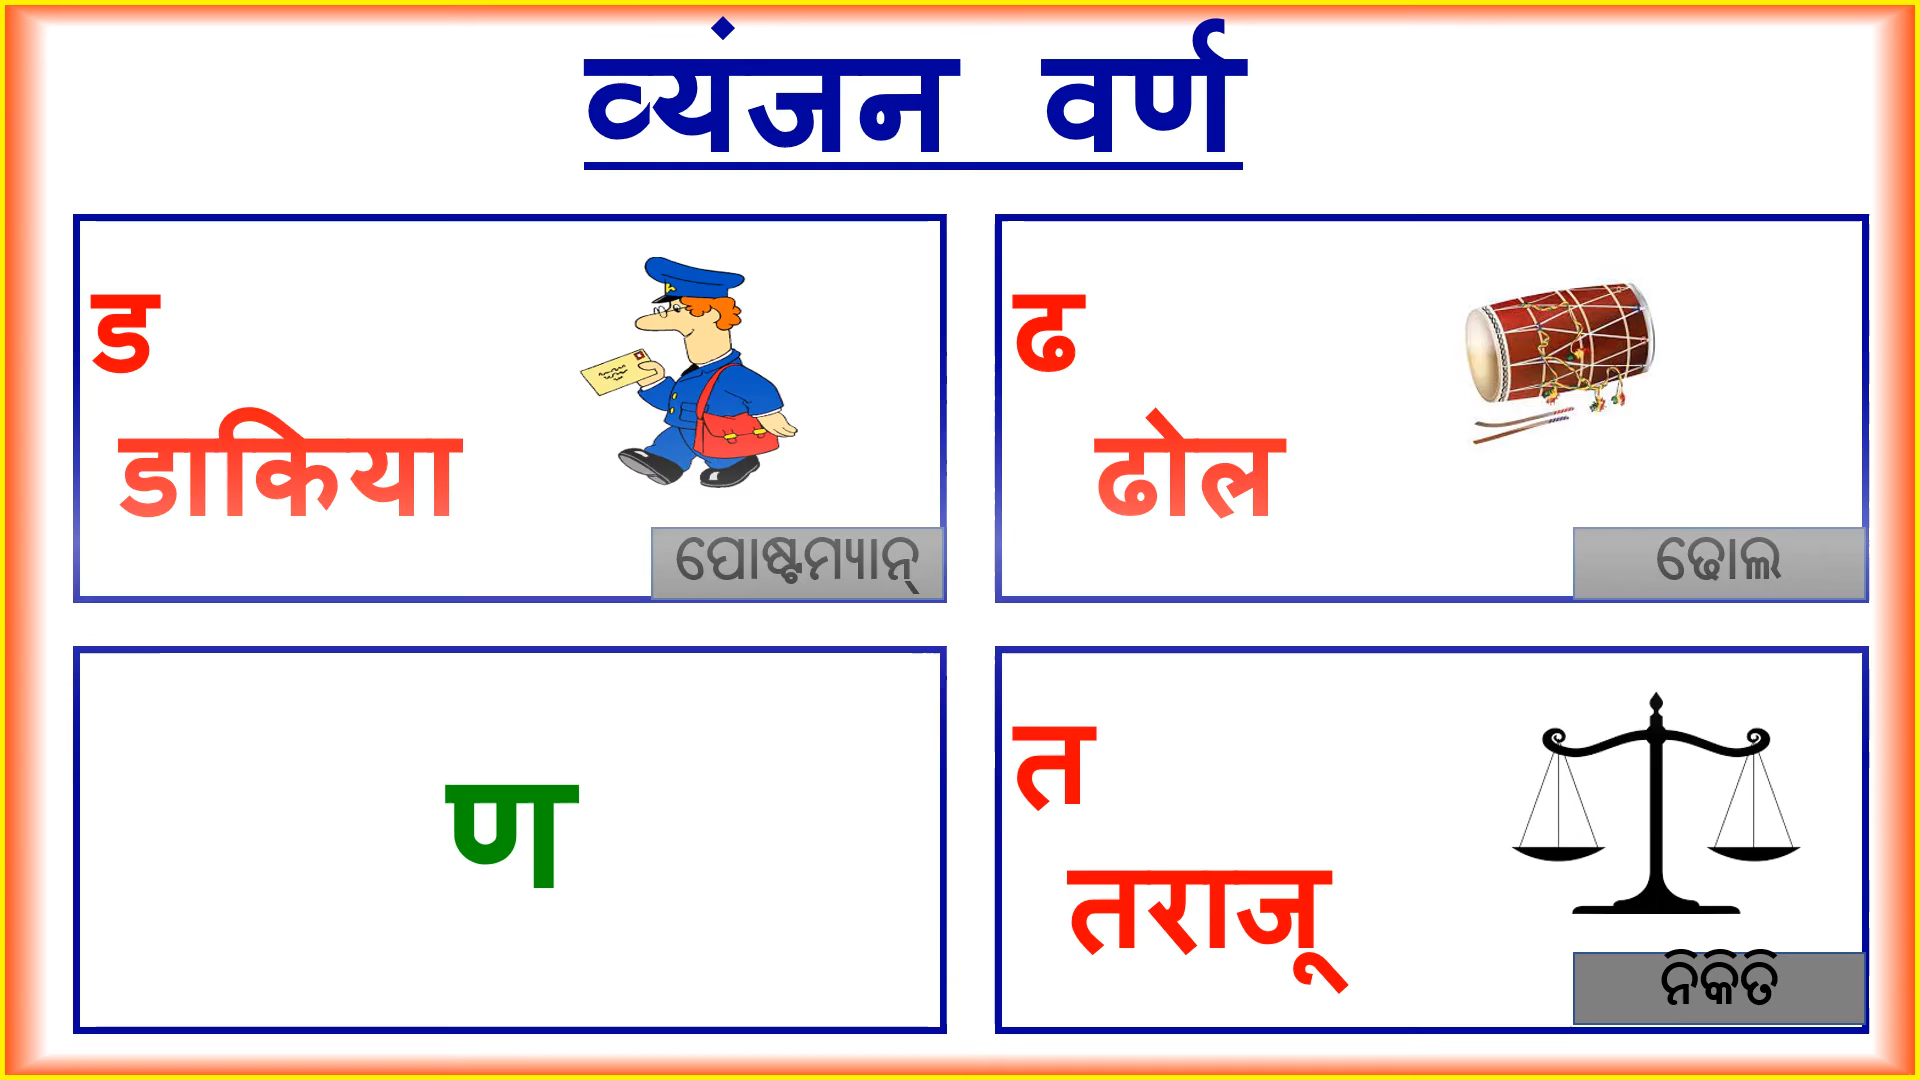 व्यंजन वर्ण
ड
डाकिया
ପୋଷ୍ଟମ୍ୟାନ୍
ढ
ढोल
ଢୋଲ
ण
त
तराजू
ନିକିତି